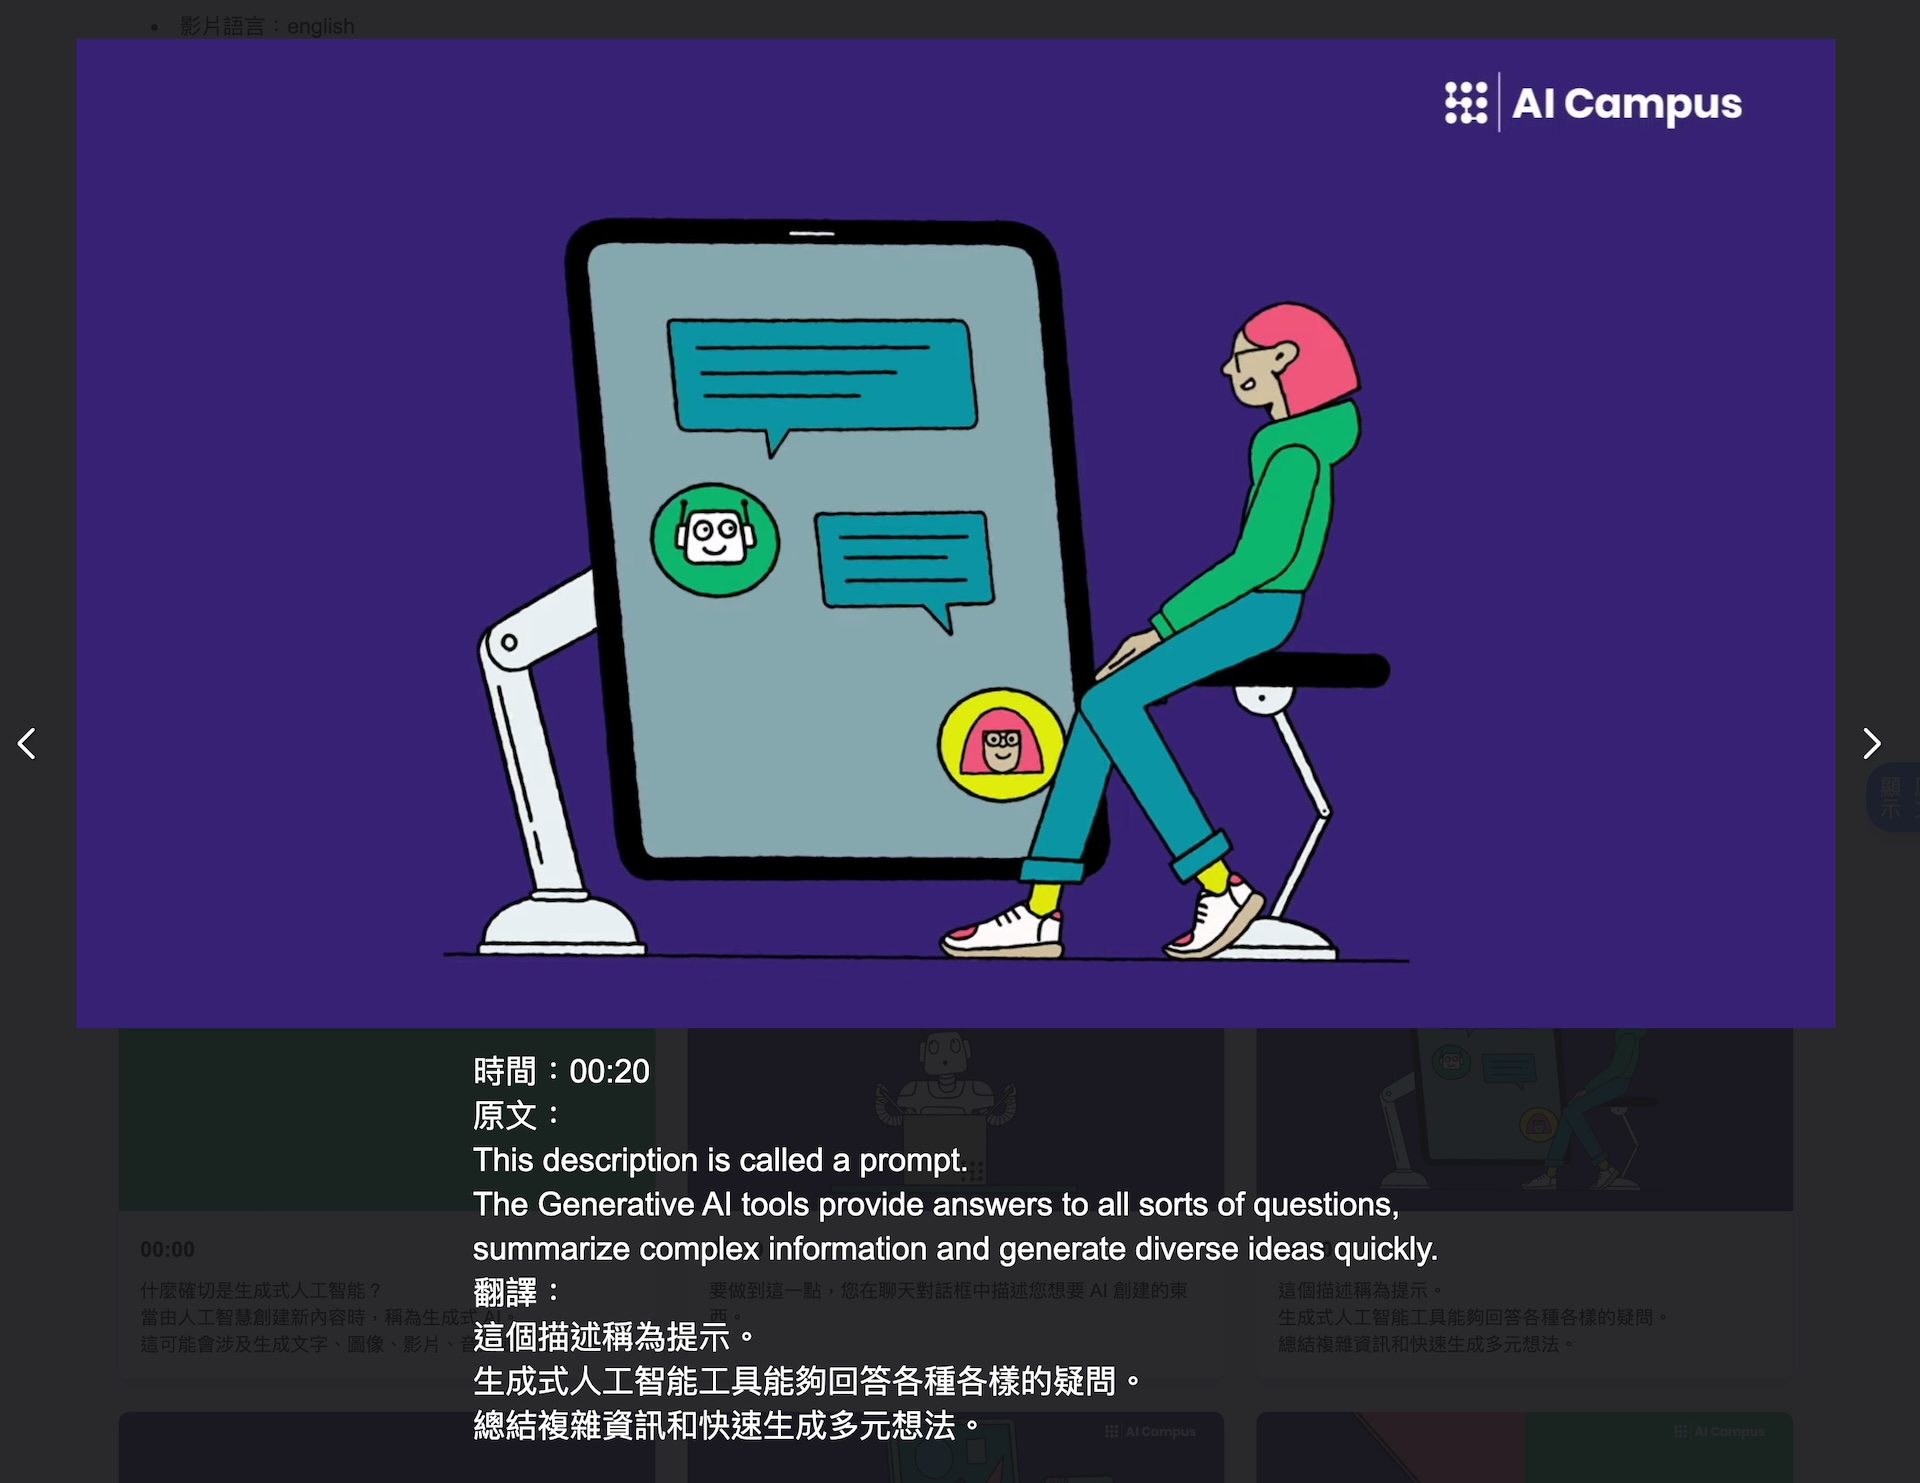 影片語言：english
AI Campus
時間：00:20
原文：
This description is called a prompt.
The Generative AI tools provide answers to all sorts of questions,
summarize complex information and generate diverse ideas quickly.
翻譯：
這個描述稱為提示。
生成式人工智能工具能夠回答各種各樣的疑問。
總結複雜資訊和快速生成多元想法。
顯示
00:00
什麼確切是生成式人工智能？
當由人工智慧創建新內容時，稱為生成式 AI。
這可能會涉及生成文字、圖像、影片、音
要做到這一點，您在聊天對話框中描述您想要 AI 創建的東
西。
這個描述稱為提示。
生成式人工智能工具能夠回答各種各樣的疑問。
總結複雜資訊和快速生成多元想法。
AI Campus
AI Campus